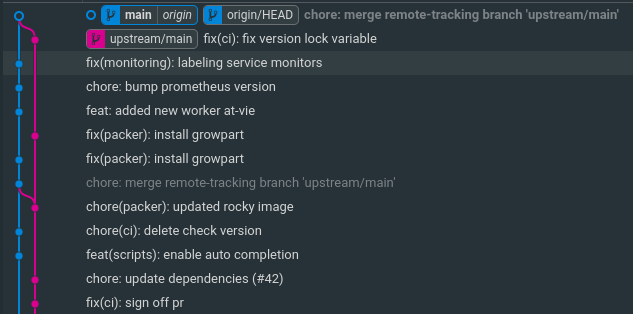 main origin origin/HEAD chore: merge remote-tracking branch 'upstream/main'
upstream/main fix(ci): fix version lock variable
fix(monitoring): labeling service monitors
chore: bump prometheus version
feat: added new worker at-vie
fix(packer): install growpart
fix(packer): install growpart
chore: merge remote-tracking branch 'upstream/main'
chore(packer): updated rocky image
chore(ci): delete check version
feat(scripts): enable auto completion
chore: update dependencies (#42)
fix(ci): sign off pr